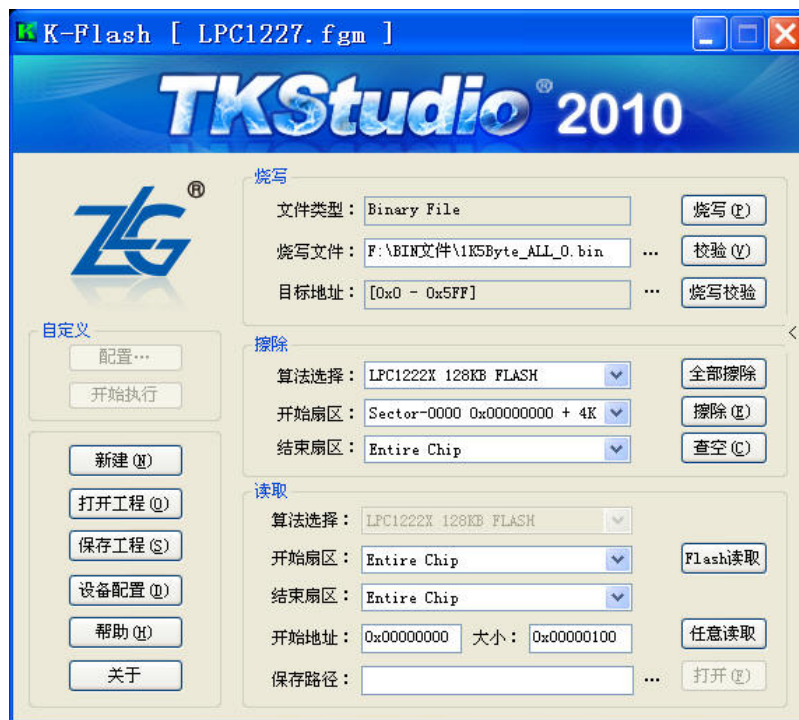 K-Flash [ LPC1227.fgm ]
TKStudio® 2010
ZLG®
烧写
文件类型： Binary File
烧写(P)
烧写文件： F:\BIN文件\1K5Byte_ALL_0.bin ...
校验(V)
目标地址： [0x0 - 0x5FF] ...
烧写校验
自定义
配置...
开始执行
擦除
算法选择： LPC1222X 128KB FLASH
全部擦除
开始扇区： Sector-0000 0x00000000 + 4K
擦除(E)
结束扇区： Entire Chip
查空(C)
新建(N)
打开工程(O)
保存工程(S)
设备配置(D)
帮助(H)
关于
读取
算法选择： LPC1222X 128KB FLASH
开始扇区： Entire Chip
Flash读取
结束扇区： Entire Chip
开始地址： 0x00000000 大小： 0x00000100
任意读取
保存路径： ...
打开(F)